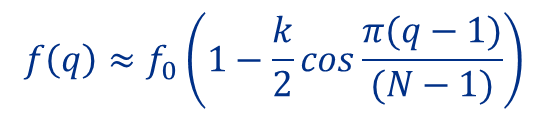 f(q) ≈ f₀ (1 − k/2 cos π(q − 1)/(N − 1))